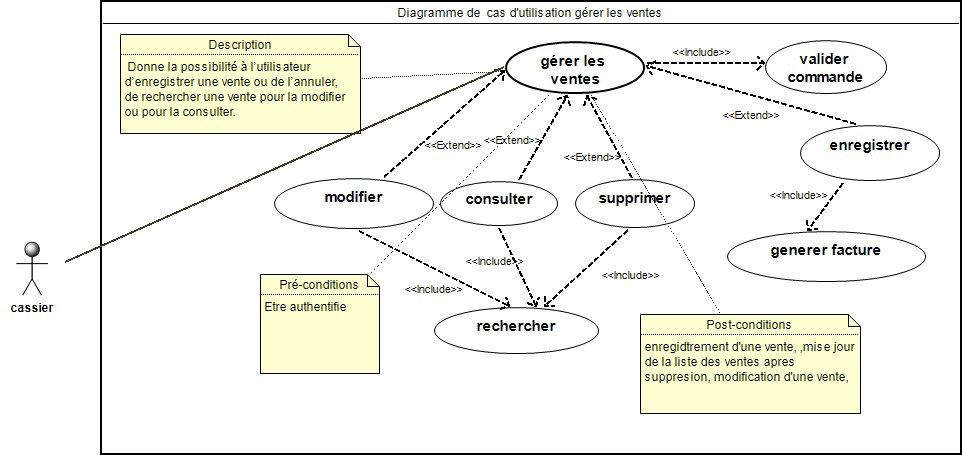 Diagramme de cas d'utilisation gérer les ventes
Description
Donne la possibilité à l'utilisateur
d'enregistrer une vente ou de l'annuler,
de rechercher une vente pour la modifier
ou pour la consulter.
gérer les
ventes
<<Include>>
valider
commande
<<Extend>>
<<Extend>>
<<Extend>>
<<Extend>>
enregistrer
modifier
consulter
supprimer
<<Include>>
generer facture
<<Include>>
<<Include>>
<<Include>>
cassier
Pré-conditions
Etre authentifie
rechercher
Post-conditions
enregidtrement d'une vente, ,mise jour
de la liste des ventes apres
suppresion, modification d'une vente,